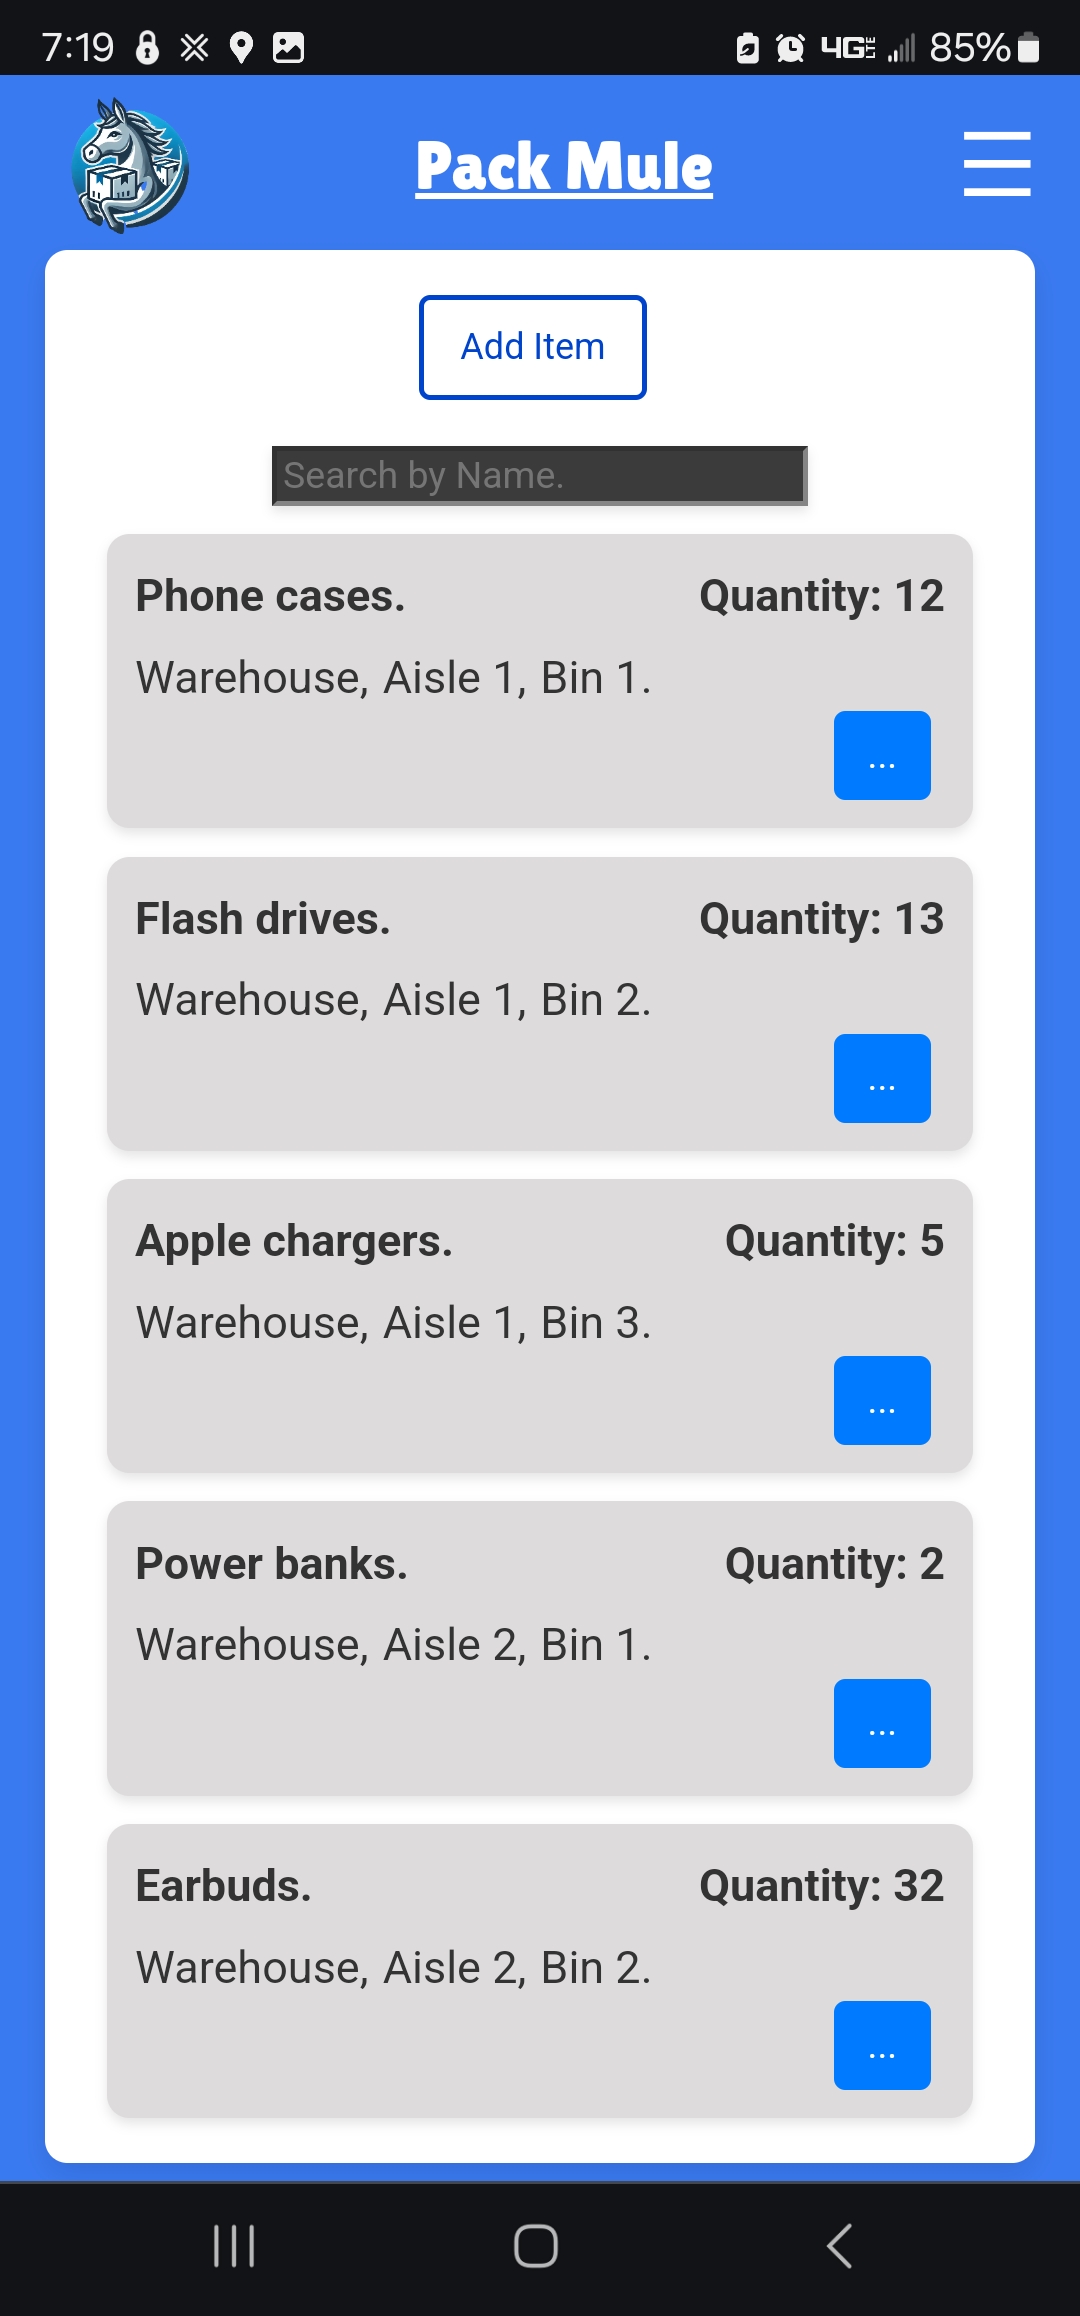 7:19 4G LTE 85%
Pack Mule
Add Item
Search by Name.
Phone cases. Quantity: 12
Warehouse, Aisle 1, Bin 1.
...
Flash drives. Quantity: 13
Warehouse, Aisle 1, Bin 2.
...
Apple chargers. Quantity: 5
Warehouse, Aisle 1, Bin 3.
...
Power banks. Quantity: 2
Warehouse, Aisle 2, Bin 1.
...
Earbuds. Quantity: 32
Warehouse, Aisle 2, Bin 2.
...